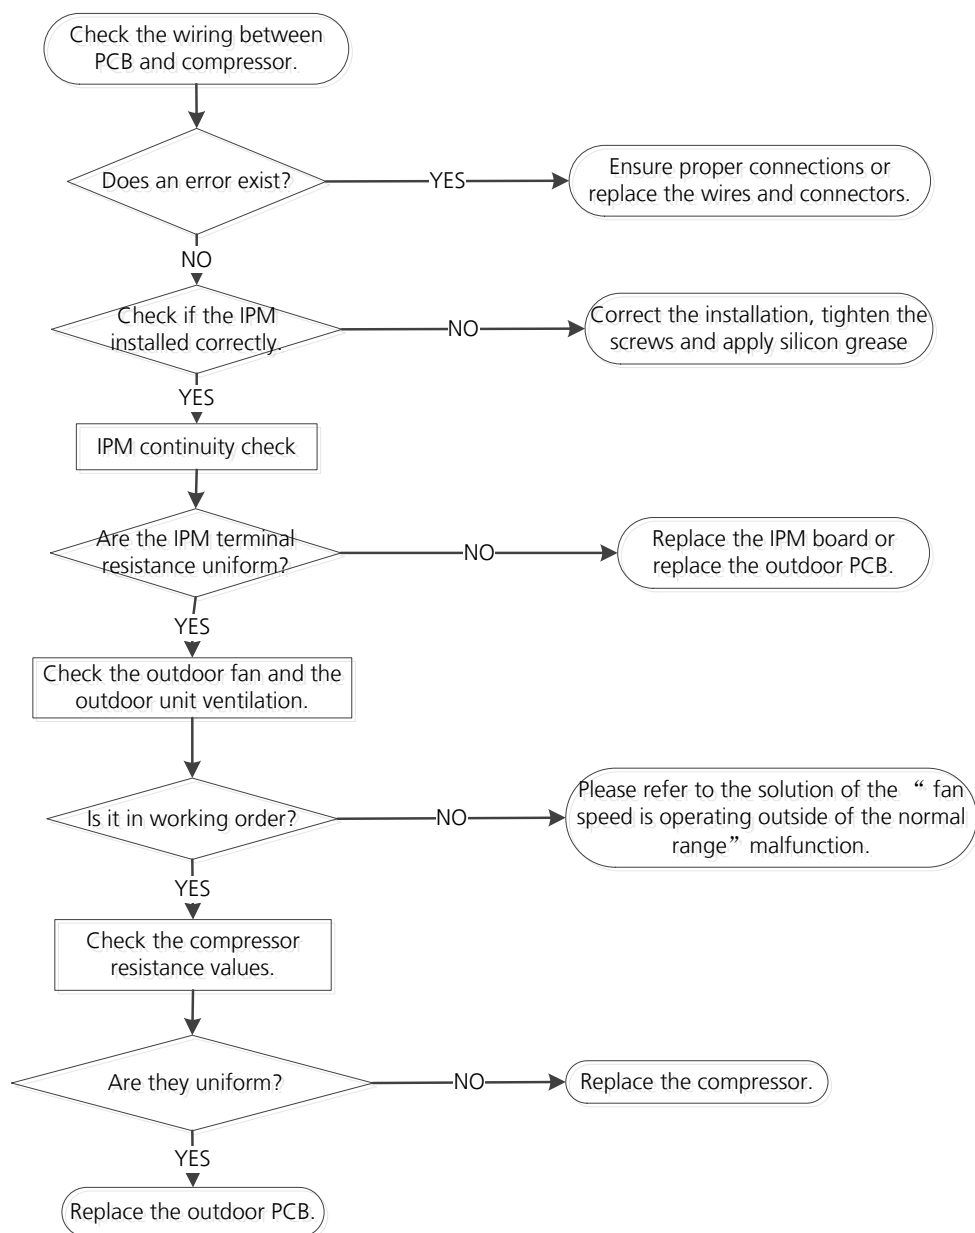 Check the wiring between
PCB and compressor.
Does an error exist?
YES
Ensure proper connections or
replace the wires and connectors.
NO
Check if the IPM
installed correctly.
NO
Correct the installation, tighten the
screws and apply silicon grease
YES
IPM continuity check
Are the IPM terminal
resistance uniform?
NO
Replace the IPM board or
replace the outdoor PCB.
YES
Check the outdoor fan and the
outdoor unit ventilation.
Is it in working order?
NO
Please refer to the solution of the “ fan
speed is operating outside of the normal
range” malfunction.
YES
Check the compressor
resistance values.
Are they uniform?
NO
Replace the compressor.
YES
Replace the outdoor PCB.